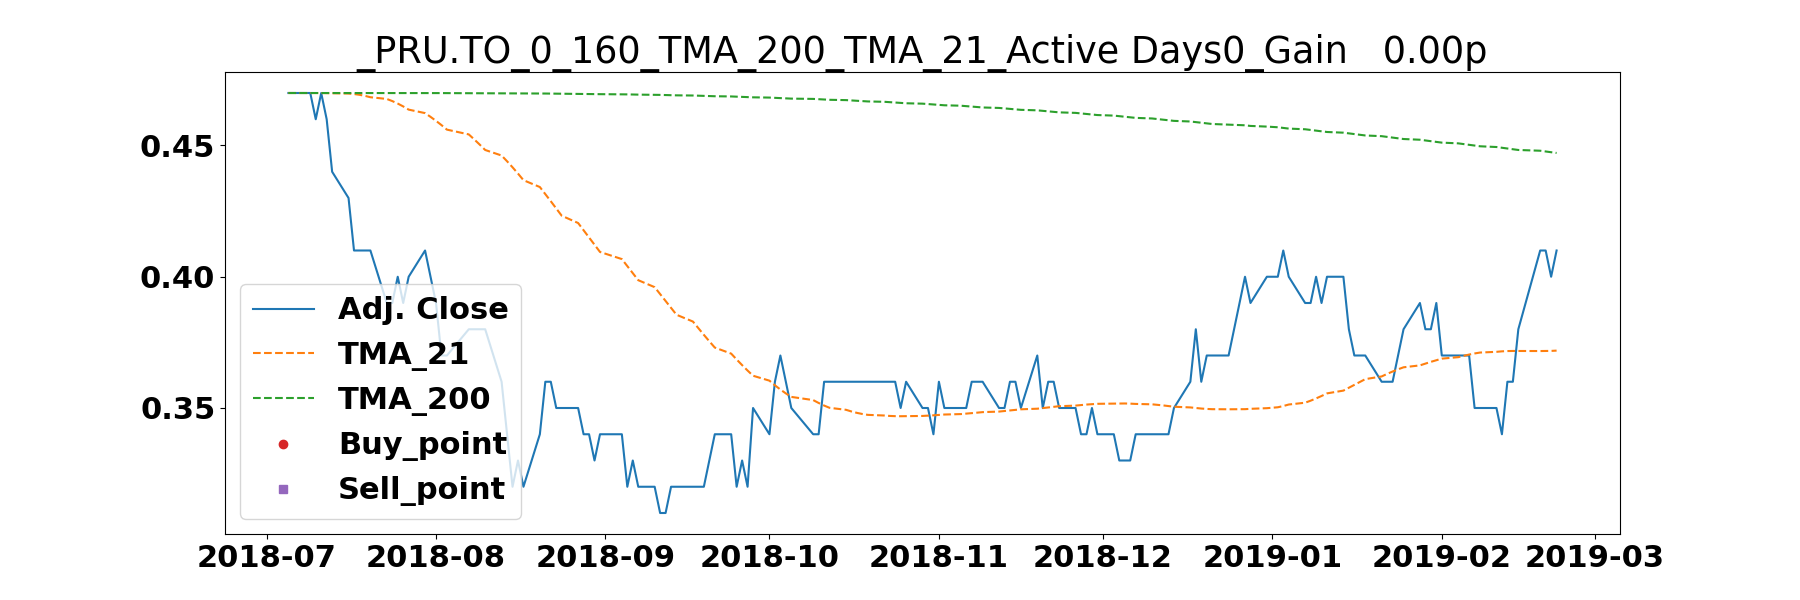 _PRU.TO_0_160_TMA_200_TMA_21_Active Days0_Gain   0.00p
0.45
0.40
0.35
Adj. Close
TMA_21
TMA_200
Buy_point
Sell_point
2018-07 2018-08 2018-09 2018-10 2018-11 2018-12 2019-01 2019-02 2019-03